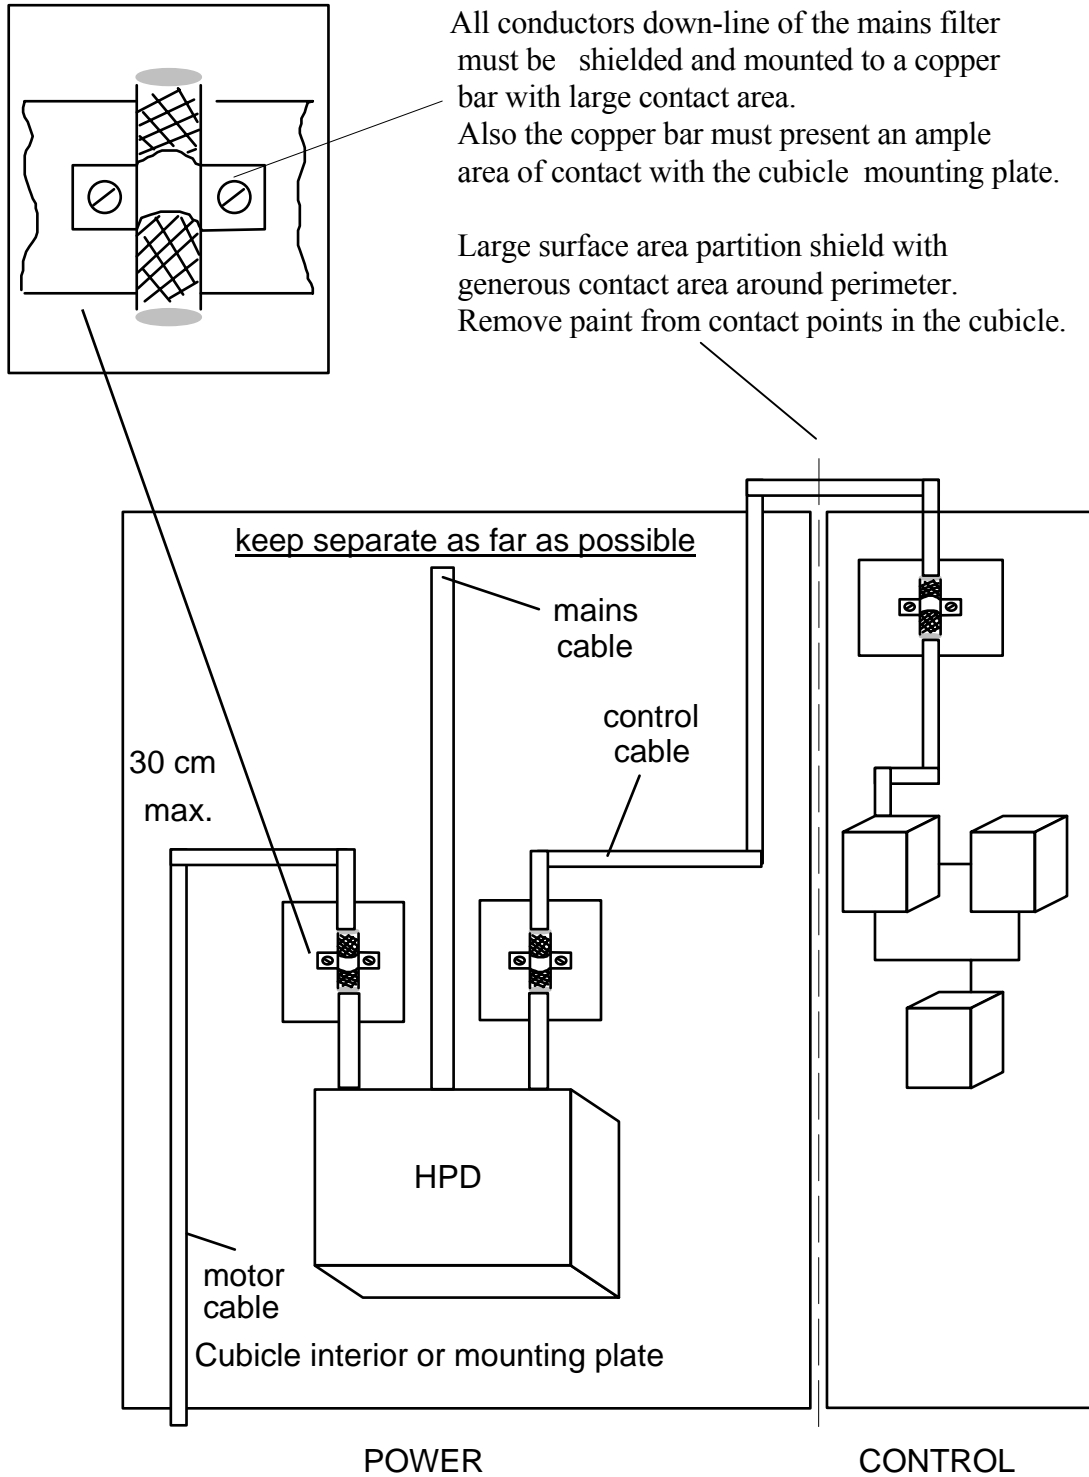 All conductors down-line of the mains filter
must be shielded and mounted to a copper
bar with large contact area.
Also the copper bar must present an ample
area of contact with the cubicle mounting plate.
Large surface area partition shield with
generous contact area around perimeter.
Remove paint from contact points in the cubicle.
keep separate as far as possible
mains
cable
control
cable
30 cm
max.
HPD
motor
cable
Cubicle interior or mounting plate
POWER
CONTROL